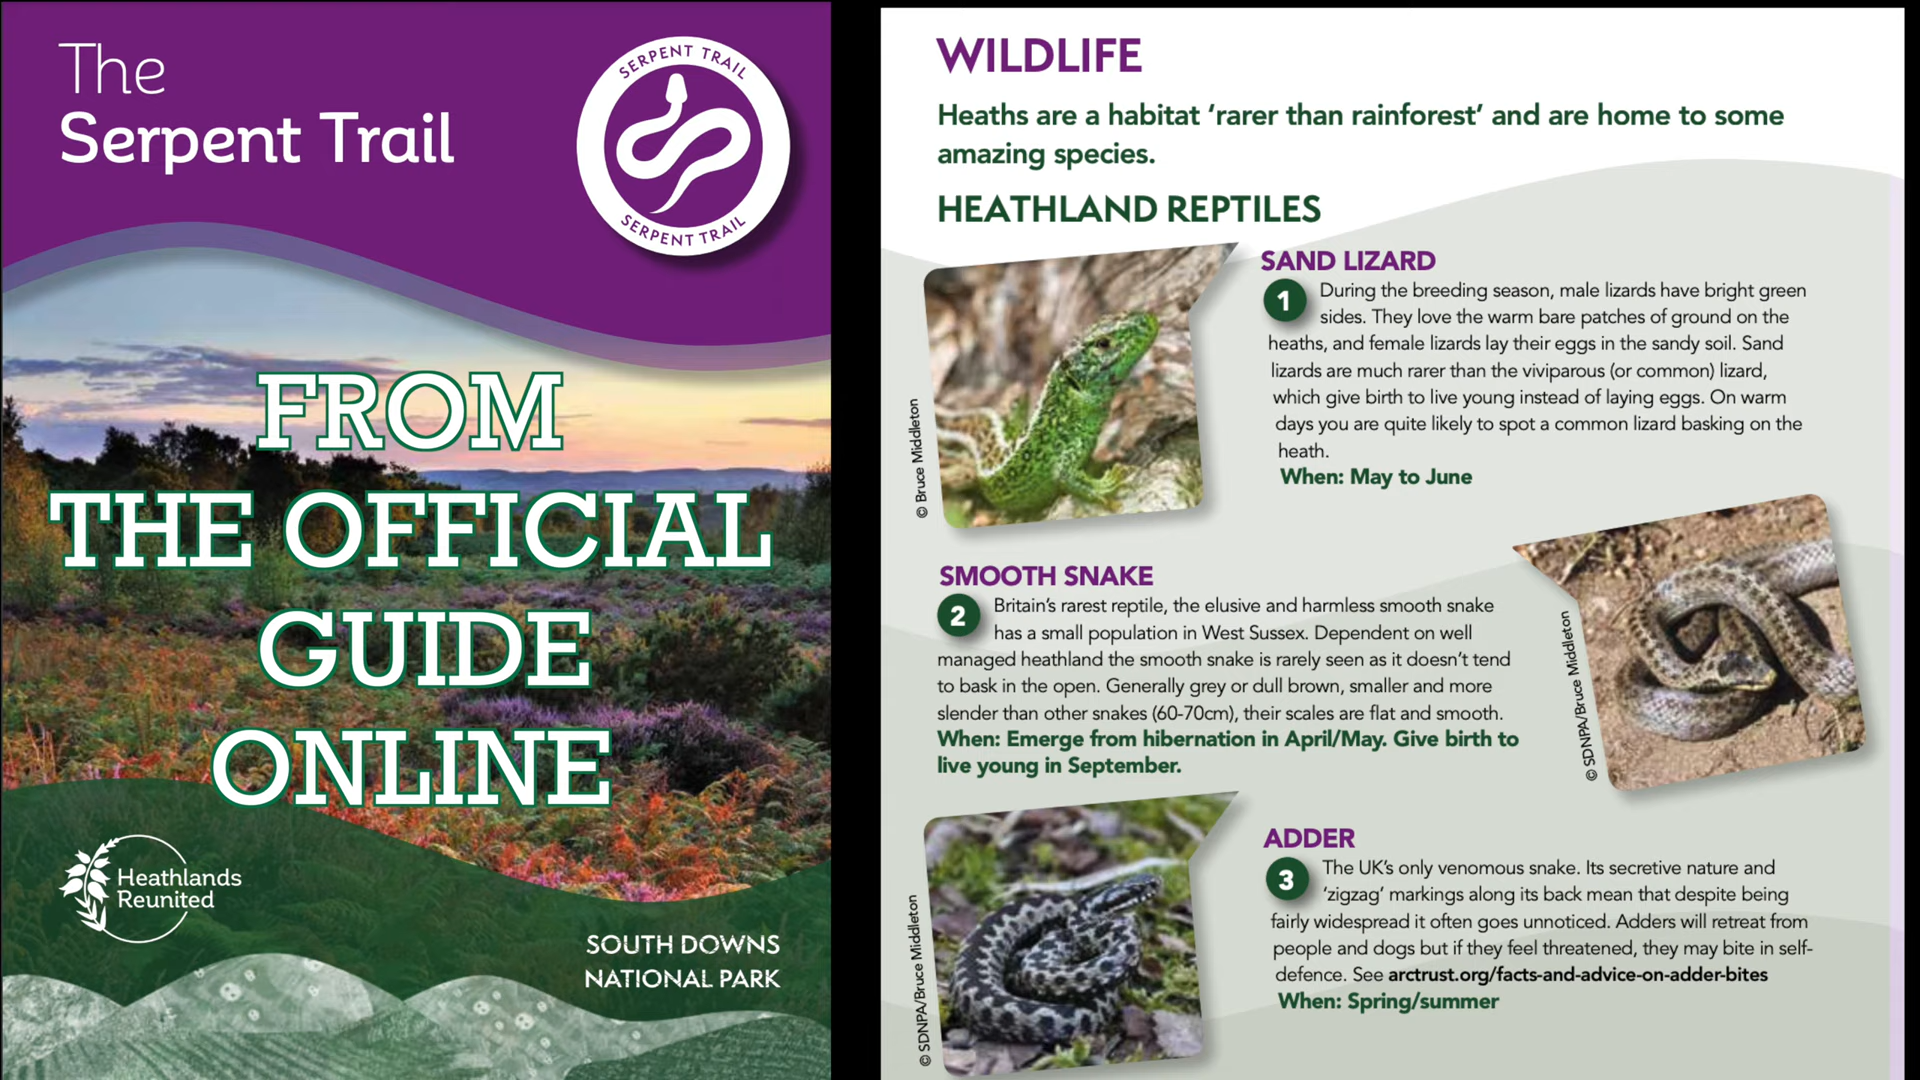 The
Serpent Trail
SERPENT TRAIL
SERPENT TRAIL
FROM
THE OFFICIAL
GUIDE
ONLINE
Heathlands
Reunited
SOUTH DOWNS
NATIONAL PARK
WILDLIFE
Heaths are a habitat ‘rarer than rainforest’ and are home to some
amazing species.
HEATHLAND REPTILES
© Bruce Middleton
SAND LIZARD
1 During the breeding season, male lizards have bright green
sides. They love the warm bare patches of ground on the
heaths, and female lizards lay their eggs in the sandy soil. Sand
lizards are much rarer than the viviparous (or common) lizard,
which give birth to live young instead of laying eggs. On warm
days you are quite likely to spot a common lizard basking on the
heath.
When: May to June
SMOOTH SNAKE
2 Britain’s rarest reptile, the elusive and harmless smooth snake
has a small population in West Sussex. Dependent on well
managed heathland the smooth snake is rarely seen as it doesn’t tend
to bask in the open. Generally grey or dull brown, smaller and more
slender than other snakes (60-70cm), their scales are flat and smooth.
When: Emerge from hibernation in April/May. Give birth to
live young in September.
© SDNPA/Bruce Middleton
© SDNPA/Bruce Middleton
ADDER
3 The UK’s only venomous snake. Its secretive nature and
‘zigzag’ markings along its back mean that despite being
fairly widespread it often goes unnoticed. Adders will retreat from
people and dogs but if they feel threatened, they may bite in self-
defence. See arctrust.org/facts-and-advice-on-adder-bites
When: Spring/summer